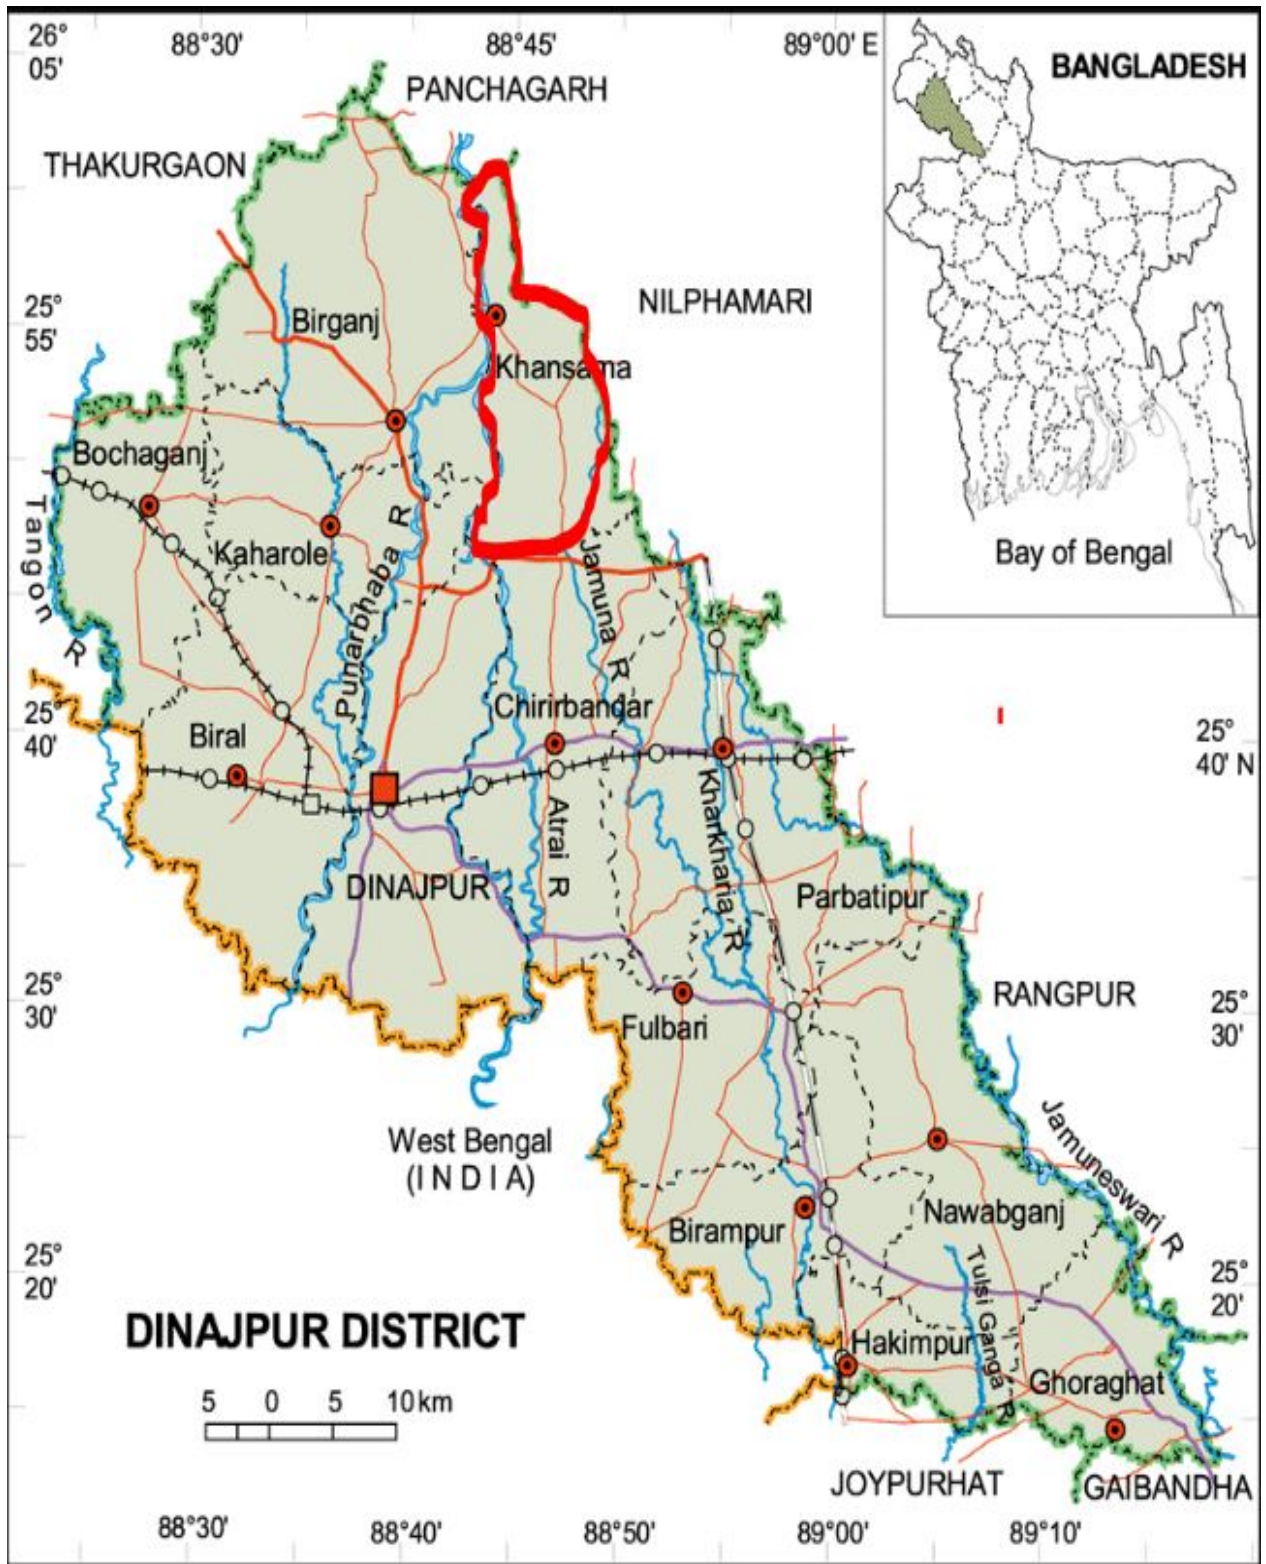 26°
05'
88°30'
88°45'
89°00' E
PANCHAGARH
THAKURGAON
BANGLADESH
25°
55'
NILPHAMARI
Birganj
Khansama
Bochaganj
Tangon R
Kaharole
Punarbhaba R
Jamuna R
Bay of Bengal
25°
40'
Biral
Chirirbandar
25°
40' N
Kharkharia R
Atrai R
DINAJPUR
Parbatipur
25°
30'
RANGPUR
25°
30'
Fulbari
West Bengal
(INDIA)
Jamuneswari R
Nawabganj
Birampur
25°
20'
Tulsi Ganga R
25°
20'
DINAJPUR DISTRICT
Hakimpur
Ghoraghat
5 0 5 10 km
JOYPURHAT
GAIBANDHA
88°30'
88°40'
88°50'
89°00'
89°10'